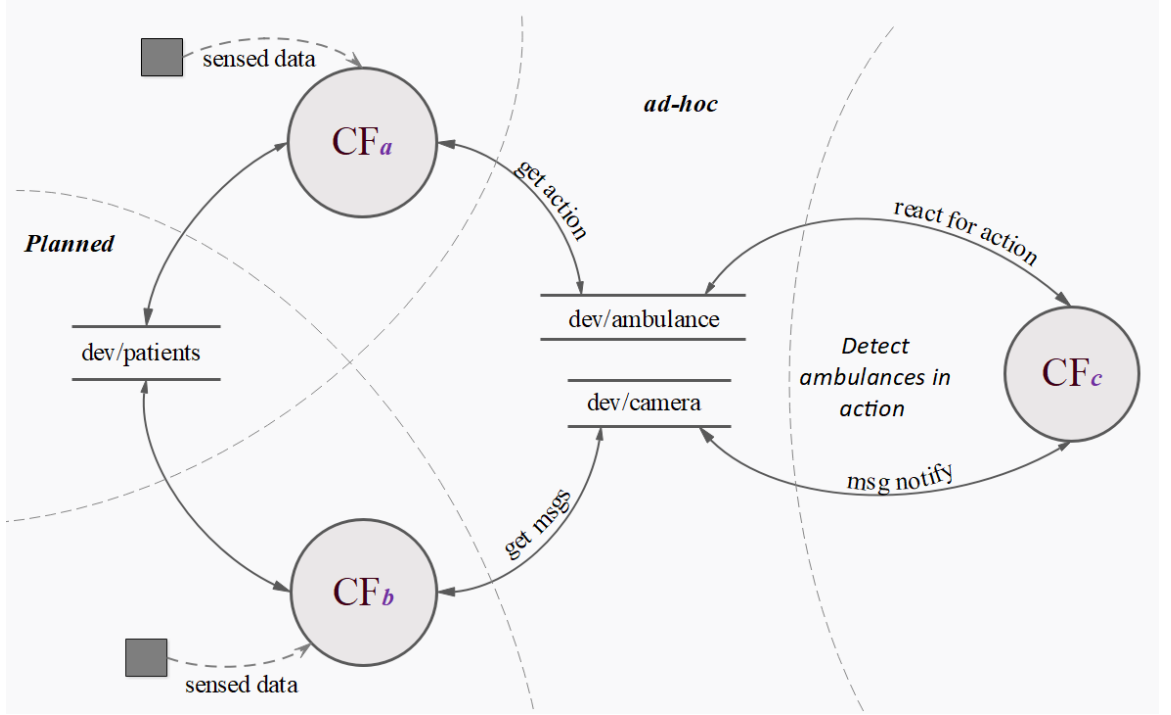 sensed data
CFa
ad-hoc
get action
Planned
react for action
dev/ambulance
dev/patients
Detect
ambulances in
action
CFc
dev/camera
msg notify
get msgs
CFb
sensed data